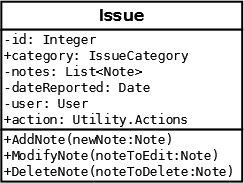 Issue
-id: Integer
+category: IssueCategory
-notes: List<Note>
-dateReported: Date
-user: User
+action: Utility.Actions
+AddNote(newNote:Note)
+ModifyNote(noteToEdit:Note)
+DeleteNote(noteToDelete:Note)